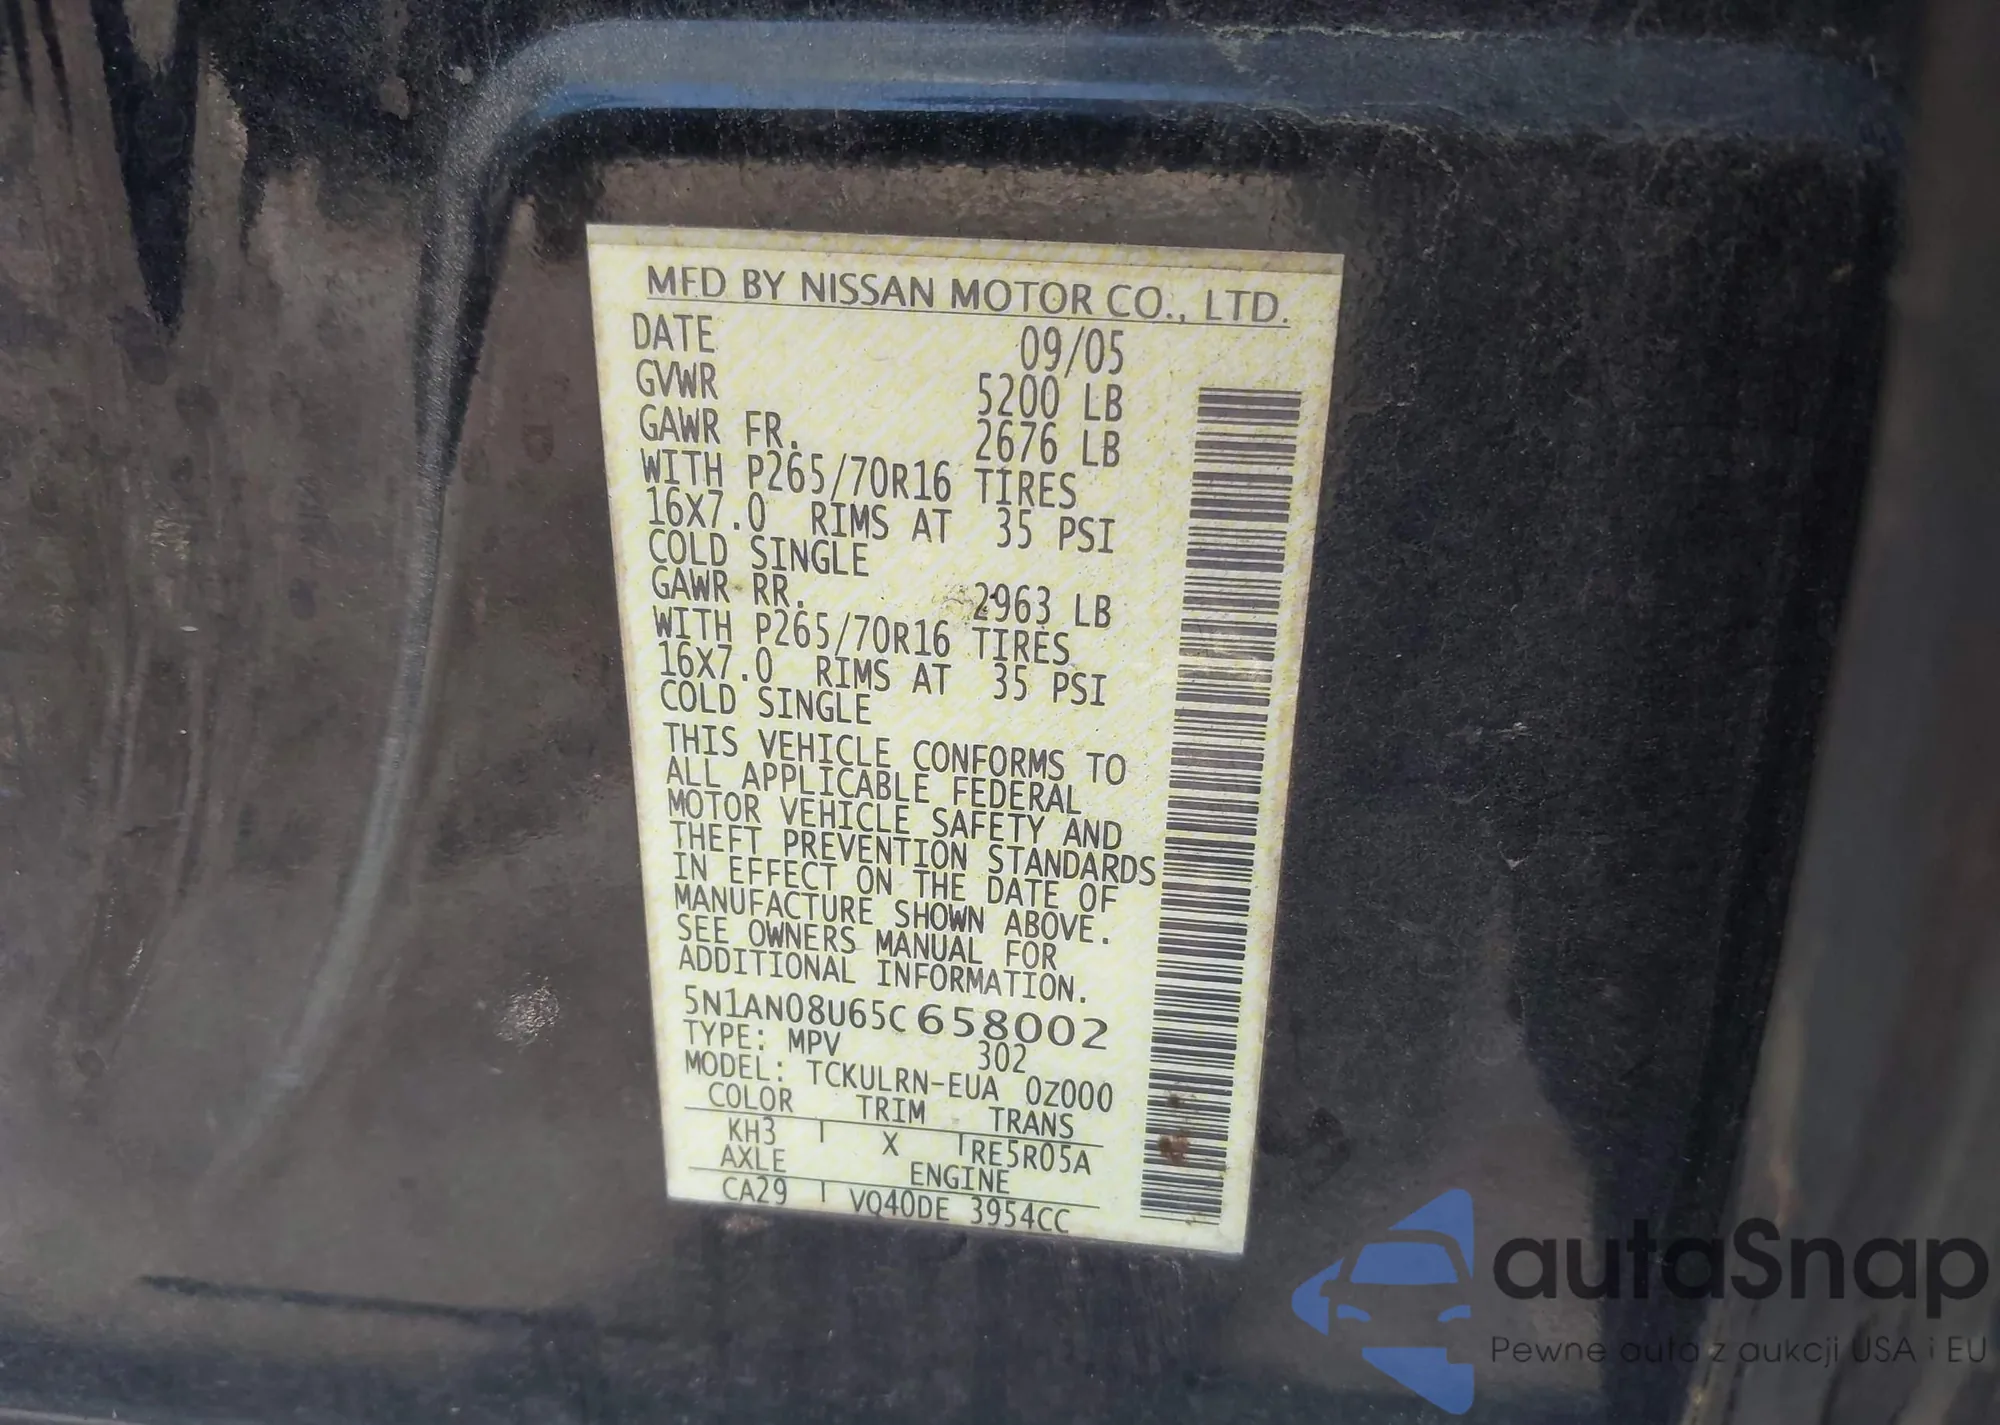 MFD BY NISSAN MOTOR CO., LTD.
DATE 09/05
GVWR 5200 LB
GAWR FR. 2676 LB
WITH P265/70R16 TIRES
16X7.0 RIMS AT 35 PSI
COLD SINGLE
GAWR RR. 2963 LB
WITH P265/70R16 TIRES
16X7.0 RIMS AT 35 PSI
COLD SINGLE
THIS VEHICLE CONFORMS TO
ALL APPLICABLE FEDERAL
MOTOR VEHICLE SAFETY AND
THEFT PREVENTION STANDARDS
IN EFFECT ON THE DATE OF
MANUFACTURE SHOWN ABOVE.
SEE OWNERS MANUAL FOR
ADDITIONAL INFORMATION.
5N1AN08U65C658002
TYPE: MPV 302
MODEL: TCKULRN-EUA 0Z000
COLOR TRIM TRANS
KH3 X RE5R05A
AXLE ENGINE
CA29 VQ40DE 3954CC
autaSnap
Pewne auta z aukcji USA i EU